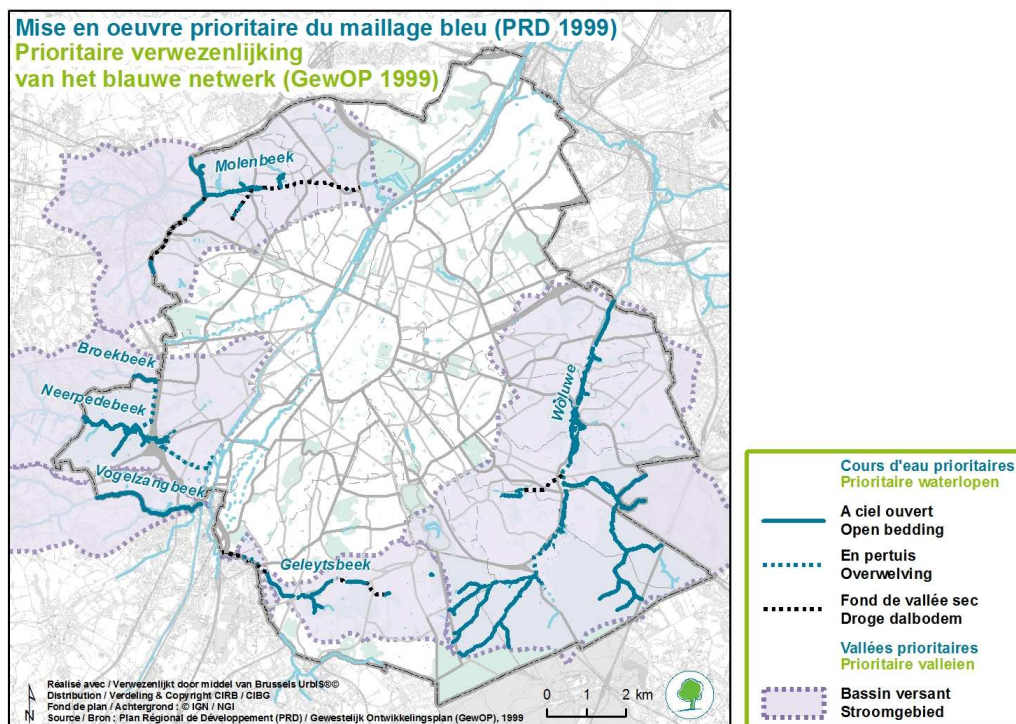 Mise en oeuvre prioritaire du maillage bleu (PRD 1999)
Prioritaire verwezenlijking
van het blauwe netwerk (GewOP 1999)
Molenbeek
Broekbeek
Neerpedebeek
Vogelzangbeek
Woluwe
Geleytsbeek
N
Réalisé avec / Verwezenlijkt door middel van Brussels UrbIS®©
Distribution / Verdeling & Copyright CIRB / CIBG
Fond de plan / Achtergrond : © IGN / NGI
Source / Bron : Plan Régional de Développement (PRD) / Gewestelijk Ontwikkelingsplan (GewOP), 1999
0 1 2 km
Cours d'eau prioritaires
Prioritaire waterlopen
A ciel ouvert
Open bedding
En pertuis
Overwelving
Fond de vallée sec
Droge dalbodem
Vallées prioritaires
Prioritaire valleien
Bassin versant
Stroomgebied